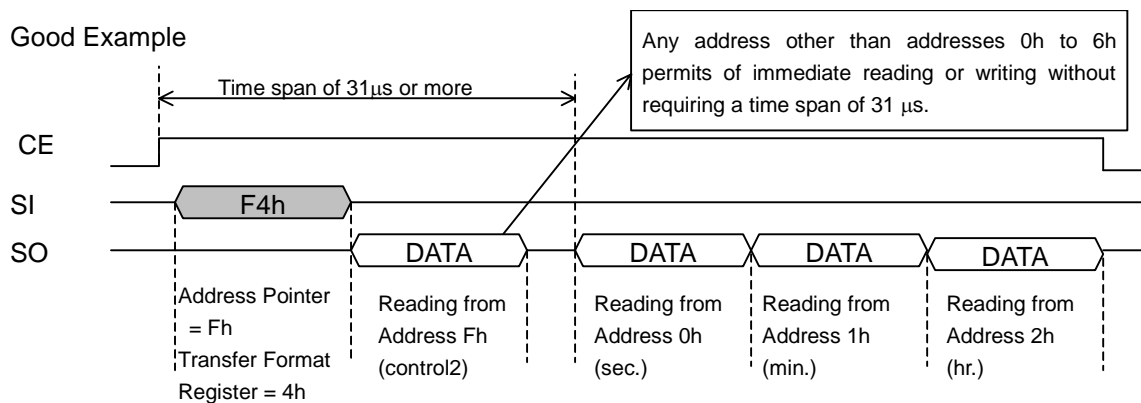 Good Example
Any address other than addresses 0h to 6h
permits of immediate reading or writing without
requiring a time span of 31 μs.
Time span of 31μs or more
CE
SI
F4h
SO
DATA
DATA
DATA
DATA
Address Pointer
= Fh
Transfer Format
Register = 4h
Reading from
Address Fh
(control2)
Reading from
Address 0h
(sec.)
Reading from
Address 1h
(min.)
Reading from
Address 2h
(hr.)